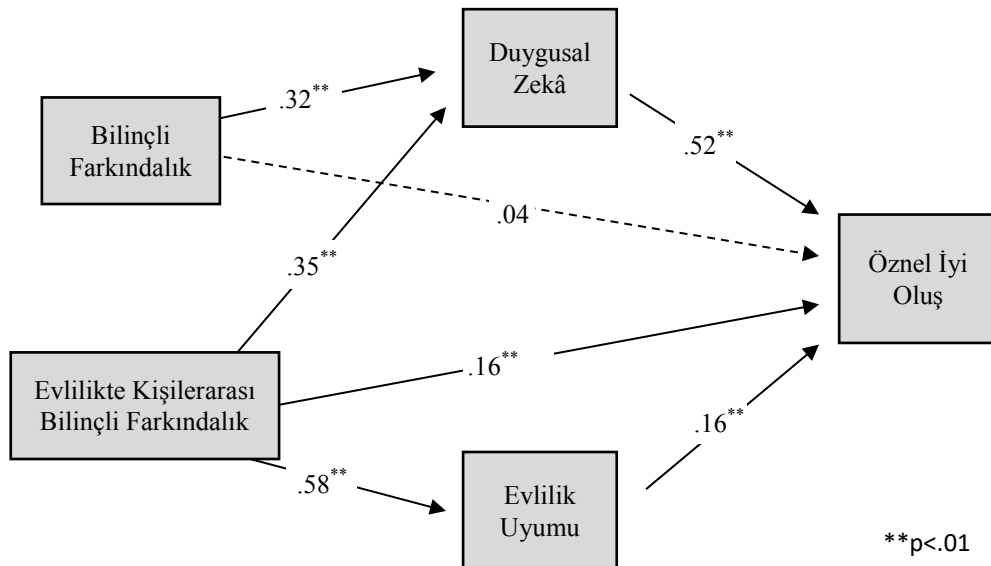 Duygusal
Zekâ
.32**
Bilinçli
Farkındalık
.52**
.04
Öznel İyi
Oluş
.35**
Evlilikte Kişilerarası
Bilinçli Farkındalık
.16**
.16**
.58**
Evlilik
Uyumu
**p<.01